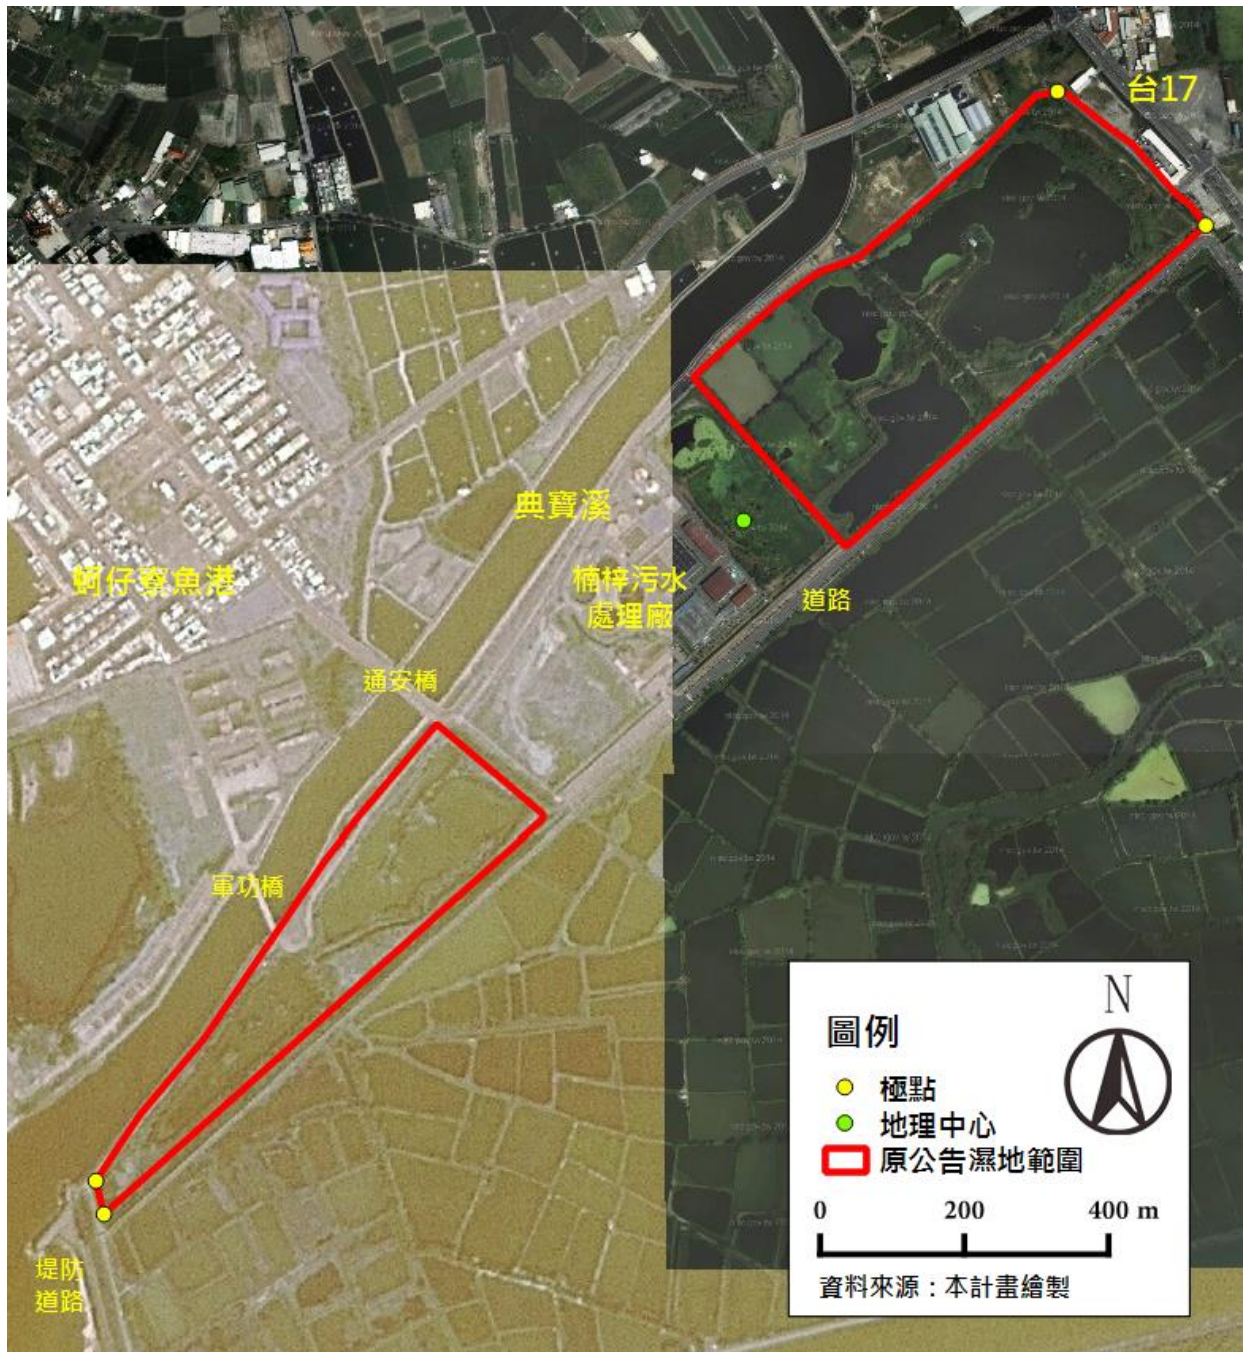 台17
典寶溪
蚵仔寮魚港
楠梓污水
處理廠
道路
通安橋
軍功橋
堤防
道路
N
圖例
極點
地理中心
原公告濕地範圍
0 200 400 m
資料來源：本計畫繪製